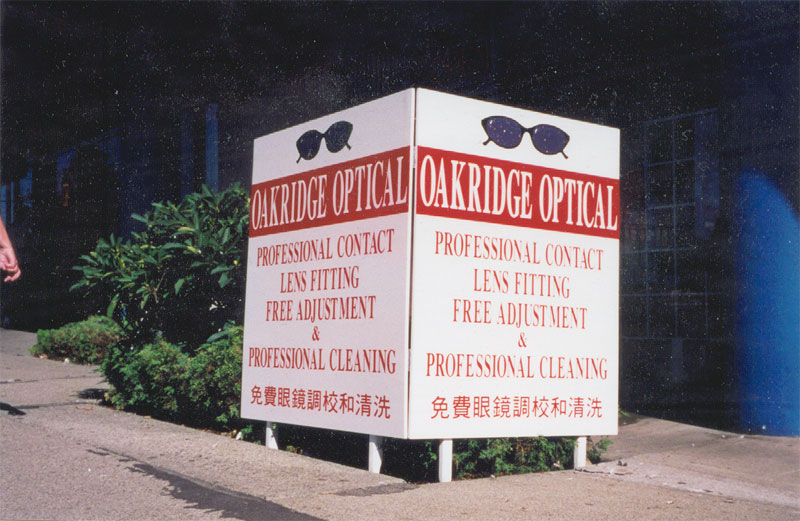 OAKRIDGE OPTICAL
PROFESSIONAL CONTACT
LENS FITTING
FREE ADJUSTMENT
&
PROFESSIONAL CLEANING
免費眼鏡調校和清洗
OAKRIDGE OPTICAL
PROFESSIONAL CONTACT
LENS FITTING
FREE ADJUSTMENT
&
PROFESSIONAL CLEANING
免費眼鏡調校和清洗